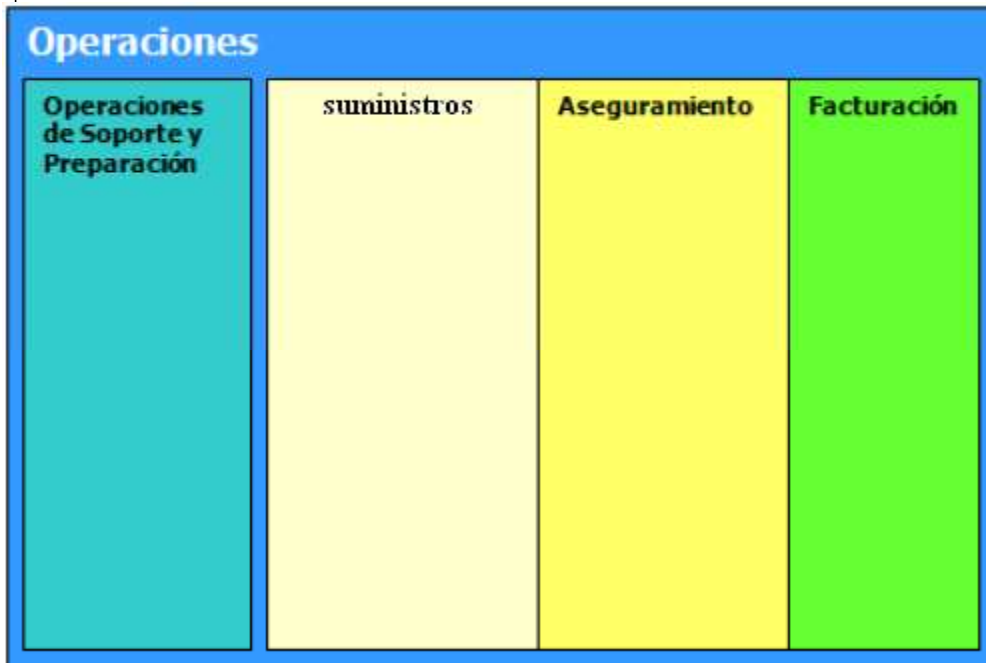 Operaciones
Operaciones
de Soporte y
Preparación
suministros
Aseguramiento
Facturación